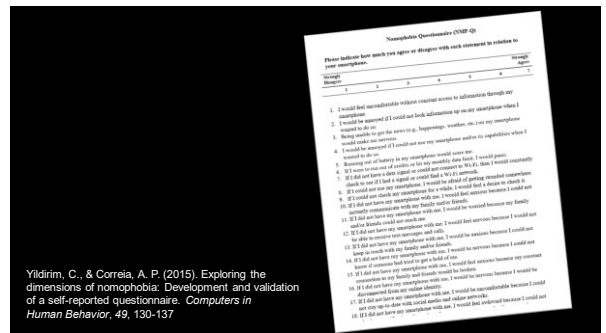 Nomophobia Questionnaire (NMP-Q)
Please indicate how much you agree or disagree with each statement in relation to
your smartphone.
Strongly Disagree
Strongly Agree
1 2 3 4 5 6 7
1. I would feel uncomfortable without constant access to information through my
smartphone.
2. I would be annoyed if I could not look information up on my smartphone when I
wanted to do so.
3. Being unable to get the news (e.g., happenings, weather, etc.) on my smartphone
would make me nervous.
4. I would be annoyed if I could not use my smartphone and/or its capabilities when I
wanted to do so.
5. Running out of battery in my smartphone would scare me.
6. If I were to run out of credits or hit my monthly data limit, I would panic.
7. If I did not have a data signal or could not connect to Wi-Fi, then I would constantly
check to see if I had a signal or could find a Wi-Fi network.
8. If I could not use my smartphone, I would be afraid of getting stranded somewhere.
9. If I could not check my smartphone for a while, I would feel a desire to check it.
10. If I did not have my smartphone with me, I would feel anxious because I could not
instantly communicate with my family and/or friends.
11. If I did not have my smartphone with me, I would be worried because my family
and/or friends could not reach me.
12. If I did not have my smartphone with me, I would feel nervous because I would not
be able to receive text messages and calls.
13. If I did not have my smartphone with me, I would be anxious because I could not
keep in touch with my family and/or friends.
14. If I did not have my smartphone with me, I would be nervous because I could not
know if someone had tried to get a hold of me.
15. If I did not have my smartphone with me, I would feel anxious because my constant
connection to my family and friends would be broken.
16. If I did not have my smartphone with me, I would be nervous because I would be
disconnected from my online identity.
17. If I did not have my smartphone with me, I would be uncomfortable because I could
not stay up-to-date with social media and online networks.
18. If I did not have my smartphone with me, I would feel awkward because I could not
Yildirim, C., & Correia, A. P. (2015). Exploring the
dimensions of nomophobia: Development and validation
of a self-reported questionnaire. Computers in
Human Behavior, 49, 130-137